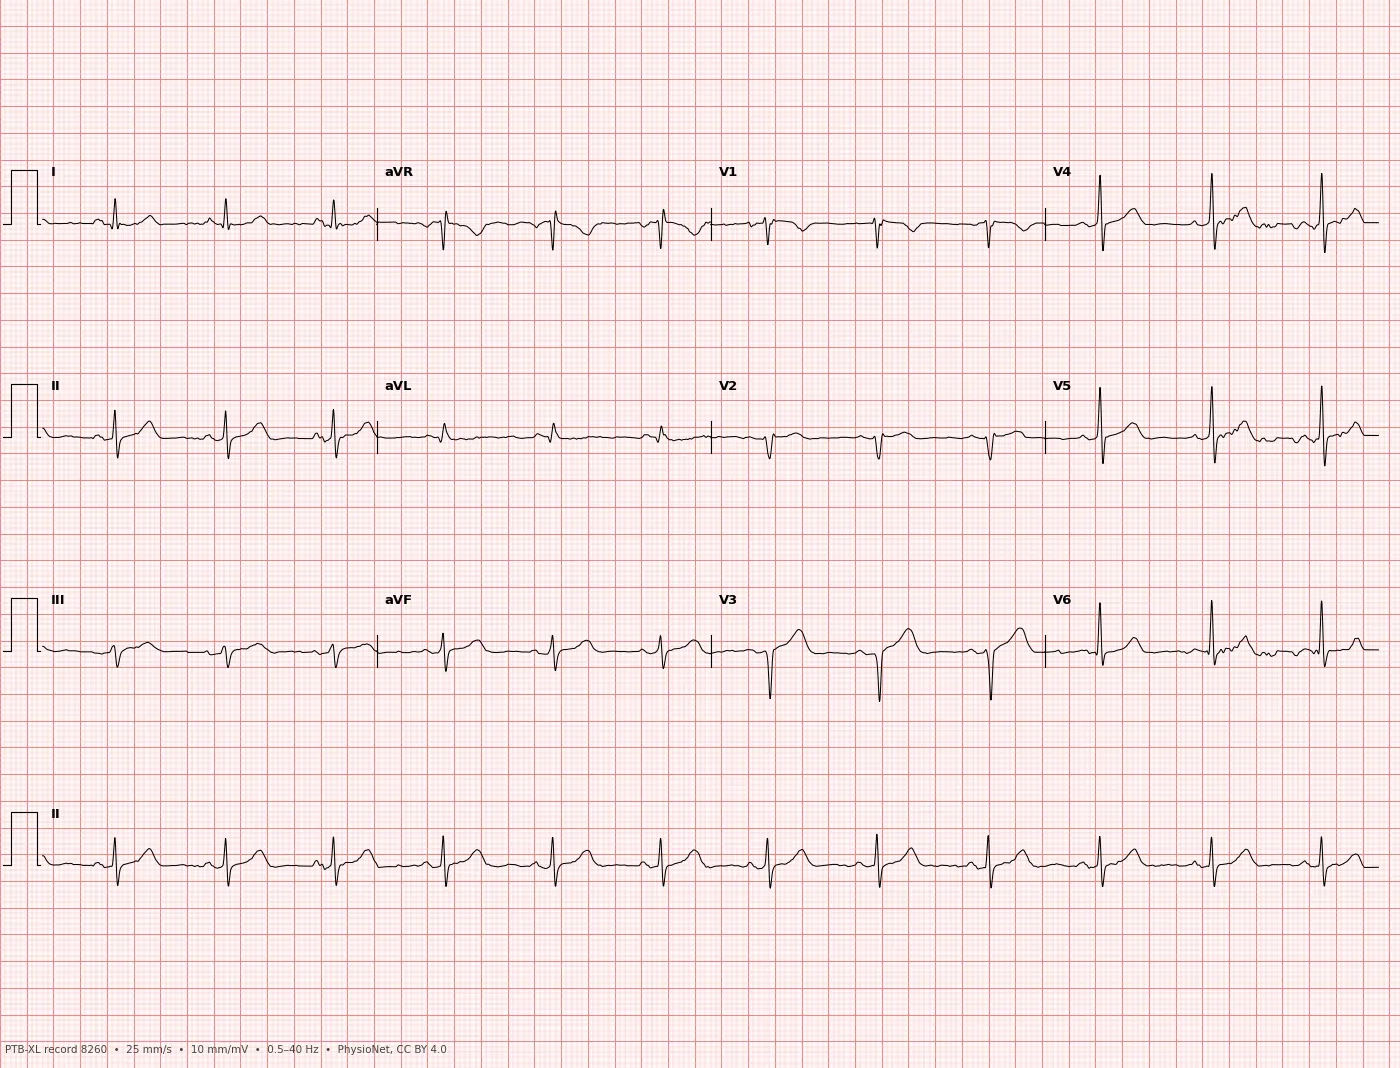 I aVR V1 V4
II aVL V2 V5
III aVF V3 V6
II
PTB-XL record 8260 • 25 mm/s • 10 mm/mV • 0.5–40 Hz • PhysioNet, CC BY 4.0